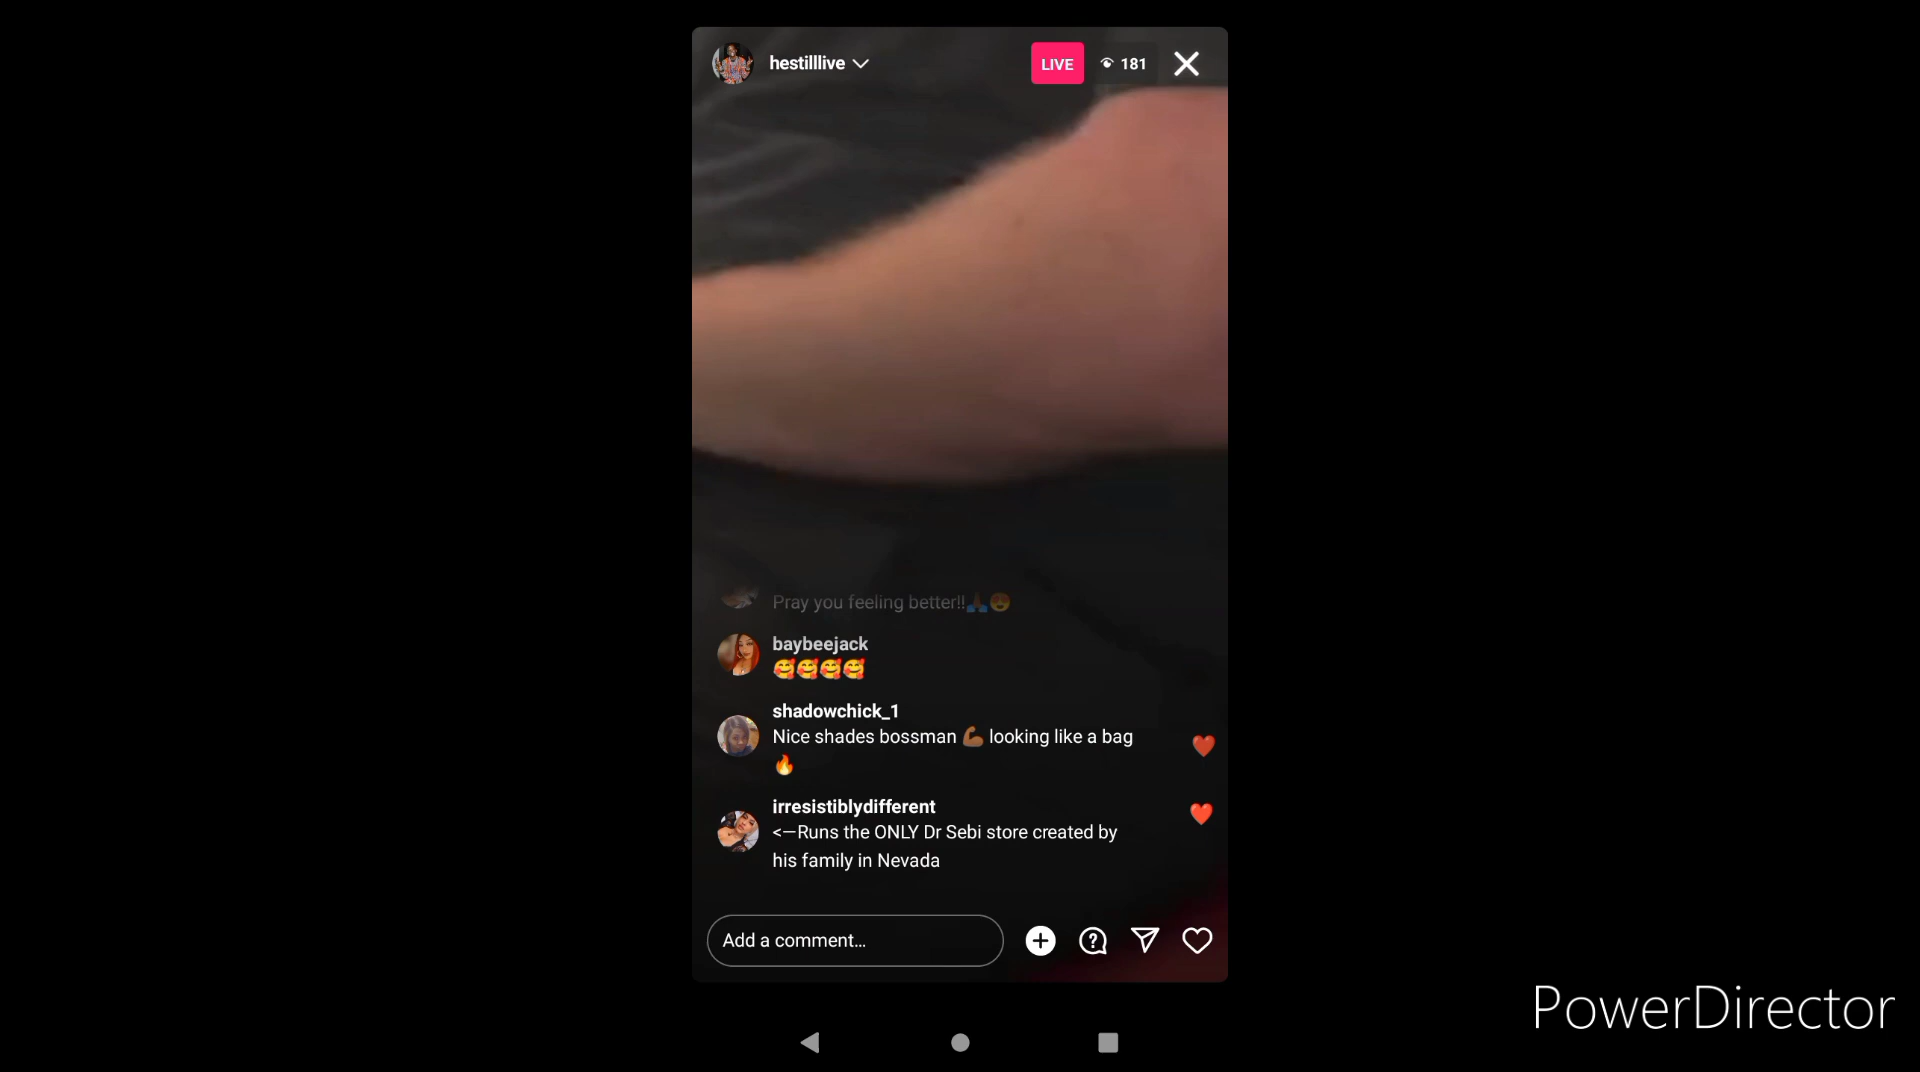 hestilllive
LIVE
181
Pray you feeling better!!🙏🏾😍
baybeejack
🥰🥰🥰🥰
shadowchick_1
Nice shades bossman 💪🏾 looking like a bag
🔥
irresistiblydifferent
<—Runs the ONLY Dr Sebi store created by
his family in Nevada
Add a comment...
PowerDirector